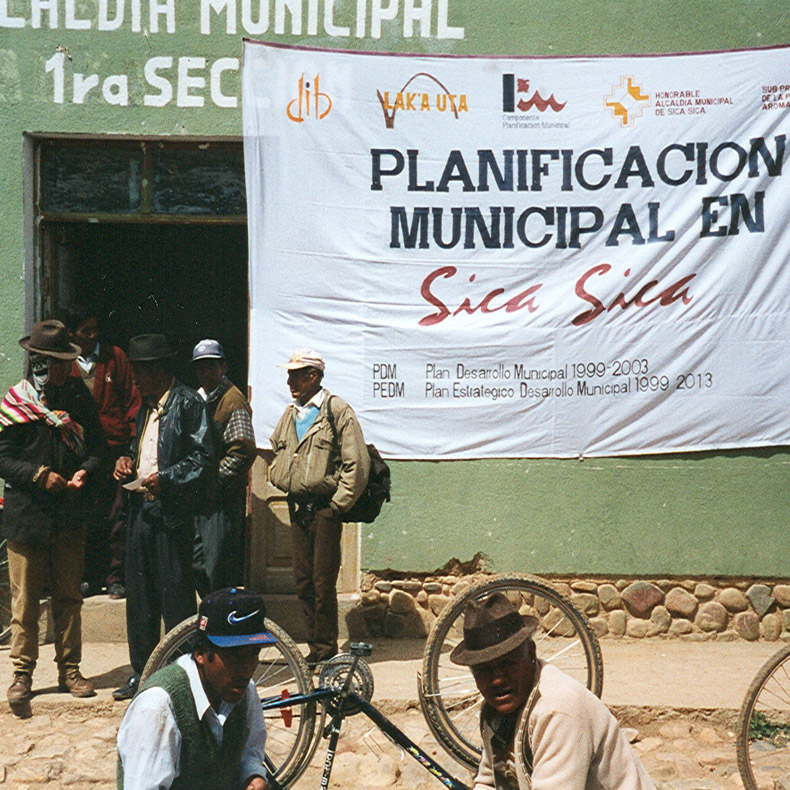 ALCALDIA MUNICIPAL
1ra SEC
dib
LAK'A UTA
Componente
Planificación Municipal
HONORABLE
ALCALDIA MUNICIPAL
DE SICA SICA
SUB PR
DE LA P
AROMA
PLANIFICACION
MUNICIPAL EN
Sica Sica
PDM Plan Desarrollo Municipal 1999-2003
PEDM Plan Estrategico Desarrollo Municipal 1999 2013